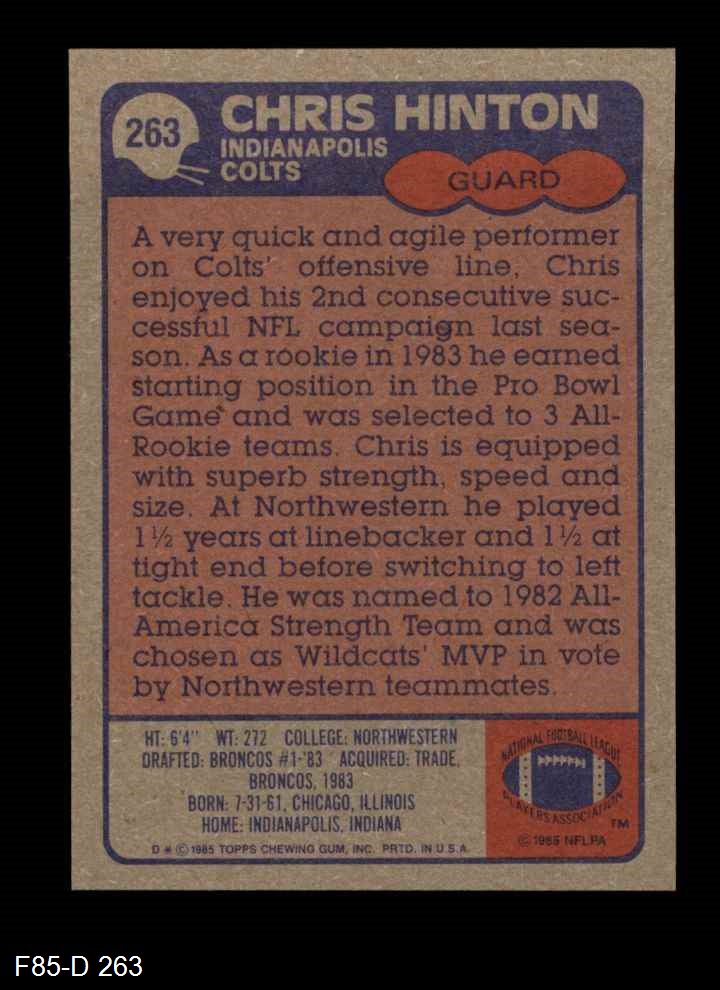 263
CHRIS HINTON
INDIANAPOLIS
COLTS
GUARD
A very quick and agile performer
on Colts' offensive line, Chris
enjoyed his 2nd consecutive suc-
cessful NFL campaign last sea-
son. As a rookie in 1983 he earned
starting position in the Pro Bowl
Game and was selected to 3 All-
Rookie teams. Chris is equipped
with superb strength, speed and
size. At Northwestern he played
1½ years at linebacker and 1½ at
tight end before switching to left
tackle. He was named to 1982 All-
America Strength Team and was
chosen as Wildcats' MVP in vote
by Northwestern teammates.
HT: 6'4" WT: 272 COLLEGE: NORTHWESTERN
DRAFTED: BRONCOS #1-'83 ACQUIRED: TRADE,
BRONCOS, 1983
BORN: 7-31-61, CHICAGO, ILLINOIS
HOME: INDIANAPOLIS, INDIANA
D * © 1985 TOPPS CHEWING GUM, INC. PRTD. IN U.S.A.
NATIONAL FOOTBALL LEAGUE
PLAYERS ASSOCIATION
TM
© 1985 NFLPA
F85-D 263